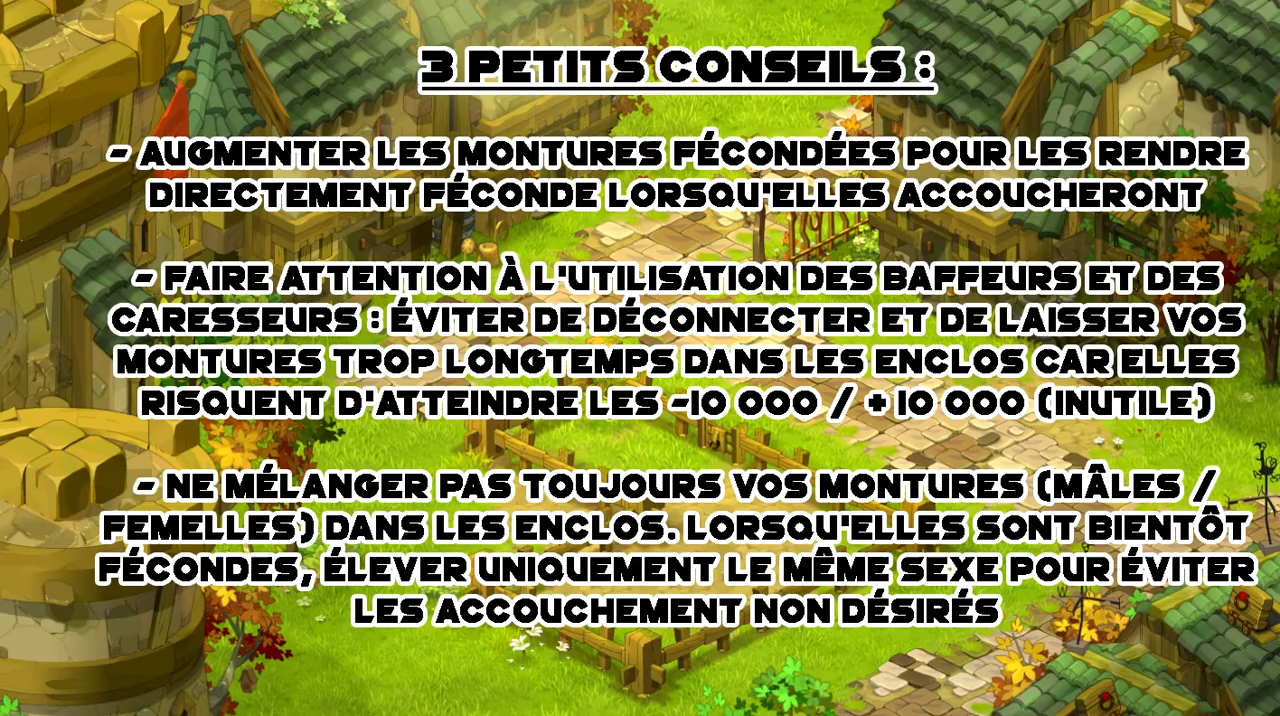 3 PETITS CONSEILS :
- AUGMENTER LES MONTURES FÉCONDÉES POUR LES RENDRE
DIRECTEMENT FÉCONDE LORSQU'ELLES ACCOUCHERONT
- FAIRE ATTENTION À L'UTILISATION DES BAFFEURS ET DES
CARESSEURS : ÉVITER DE DÉCONNECTER ET DE LAISSER VOS
MONTURES TROP LONGTEMPS DANS LES ENCLOS CAR ELLES
RISQUENT D'ATTEINDRE LES -10 000 / +10 000 (INUTILE)
- NE MÉLANGER PAS TOUJOURS VOS MONTURES (MÂLES /
FEMELLES) DANS LES ENCLOS. LORSQU'ELLES SONT BIENTÔT
FÉCONDES, ÉLEVER UNIQUEMENT LE MÊME SEXE POUR ÉVITER
LES ACCOUCHEMENT NON DÉSIRÉS